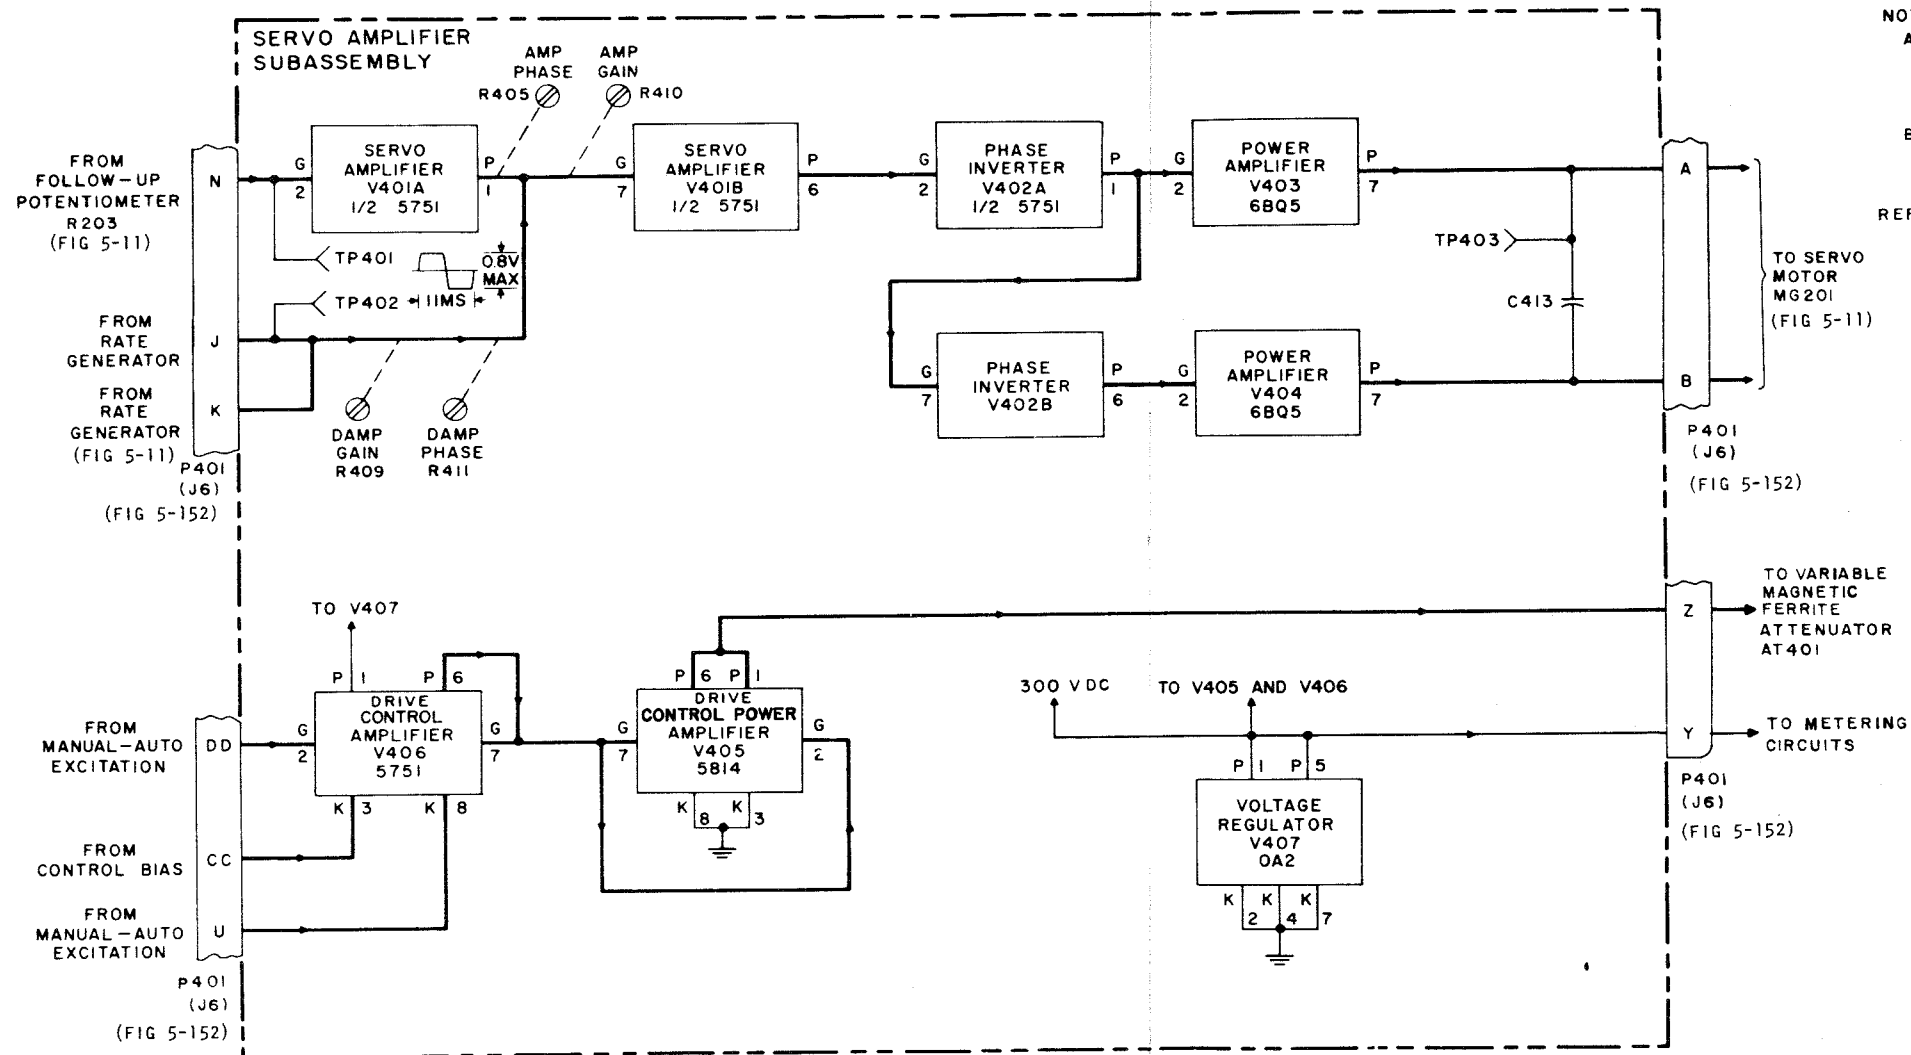 SERVO AMPLIFIER
SUBASSEMBLY
AMP
PHASE
R405
AMP
GAIN
R410
FROM
FOLLOW-UP
POTENTIOMETER
R203
(FIG 5-11)
N
G
2
SERVO
AMPLIFIER
V401A
1/2 5751
P
1
G
7
SERVO
AMPLIFIER
V401B
1/2 5751
P
6
G
2
PHASE
INVERTER
V402A
1/2 5751
P
1
G
2
POWER
AMPLIFIER
V403
6BQ5
P
7
A
TP401
0.8V
MAX
TP402
11MS
TP403
C413
TO SERVO
MOTOR
MG201
(FIG 5-11)
FROM
RATE
GENERATOR
J
FROM
RATE
GENERATOR
(FIG 5-11)
K
DAMP
GAIN
R409
DAMP
PHASE
R411
G
7
PHASE
INVERTER
V402B
P
6
G
2
POWER
AMPLIFIER
V404
6BQ5
P
7
B
P401
(J6)
(FIG 5-152)
P401
(J6)
(FIG 5-152)
TO V407
P 1
P 6
DRIVE
CONTROL
AMPLIFIER
V406
5751
G
2
G
7
K 3
K 8
P 6 P 1
DRIVE
CONTROL POWER
AMPLIFIER
V405
5814
G
7
G
2
K
8
K
3
FROM
MANUAL-AUTO
EXCITATION
DD
FROM
CONTROL BIAS
CC
FROM
MANUAL-AUTO
EXCITATION
U
P401
(J6)
(FIG 5-152)
300 VDC
TO V405 AND V406
P 1
P 5
VOLTAGE
REGULATOR
V407
OA2
K K K
2 4 7
Z
TO VARIABLE
MAGNETIC
FERRITE
ATTENUATOR
AT401
Y
TO METERING
CIRCUITS
P401
(J6)
(FIG 5-152)